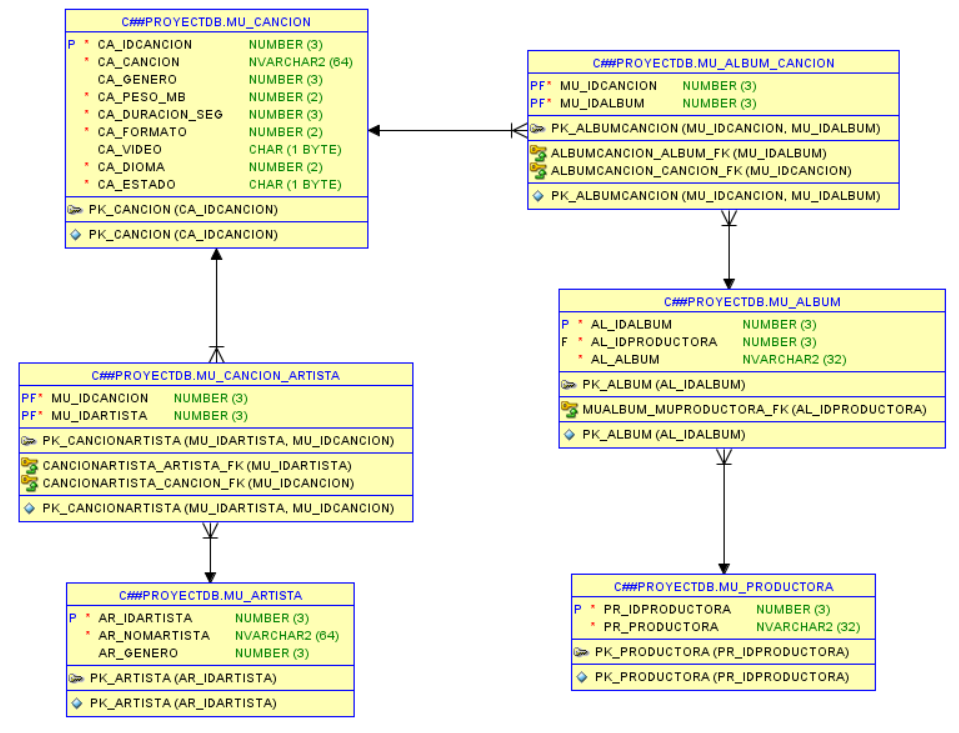 C##PROYECTDB.MU_CANCION
P * CA_IDCANCION NUMBER (3)
* CA_CANCION NVARCHAR2 (64)
CA_GENERO NUMBER (3)
* CA_PESO_MB NUMBER (2)
* CA_DURACION_SEG NUMBER (3)
* CA_FORMATO NUMBER (2)
CA_VIDEO CHAR (1 BYTE)
* CA_DIOMA NUMBER (2)
* CA_ESTADO CHAR (1 BYTE)
PK_CANCION (CA_IDCANCION)
PK_CANCION (CA_IDCANCION)
C##PROYECTDB.MU_ALBUM_CANCION
PF* MU_IDCANCION NUMBER (3)
PF* MU_IDALBUM NUMBER (3)
PK_ALBUMCANCION (MU_IDCANCION, MU_IDALBUM)
ALBUMCANCION_ALBUM_FK (MU_IDALBUM)
ALBUMCANCION_CANCION_FK (MU_IDCANCION)
PK_ALBUMCANCION (MU_IDCANCION, MU_IDALBUM)
C##PROYECTDB.MU_ALBUM
P * AL_IDALBUM NUMBER (3)
F * AL_IDPRODUCTORA NUMBER (3)
* AL_ALBUM NVARCHAR2 (32)
PK_ALBUM (AL_IDALBUM)
MUALBUM_MUPRODUCTORA_FK (AL_IDPRODUCTORA)
PK_ALBUM (AL_IDALBUM)
C##PROYECTDB.MU_CANCION_ARTISTA
PF* MU_IDCANCION NUMBER (3)
PF* MU_IDARTISTA NUMBER (3)
PK_CANCIONARTISTA (MU_IDARTISTA, MU_IDCANCION)
CANCIONARTISTA_ARTISTA_FK (MU_IDARTISTA)
CANCIONARTISTA_CANCION_FK (MU_IDCANCION)
PK_CANCIONARTISTA (MU_IDARTISTA, MU_IDCANCION)
C##PROYECTDB.MU_ARTISTA
P * AR_IDARTISTA NUMBER (3)
* AR_NOMARTISTA NVARCHAR2 (64)
AR_GENERO NUMBER (3)
PK_ARTISTA (AR_IDARTISTA)
PK_ARTISTA (AR_IDARTISTA)
C##PROYECTDB.MU_PRODUCTORA
P * PR_IDPRODUCTORA NUMBER (3)
* PR_PRODUCTORA NVARCHAR2 (32)
PK_PRODUCTORA (PR_IDPRODUCTORA)
PK_PRODUCTORA (PR_IDPRODUCTORA)